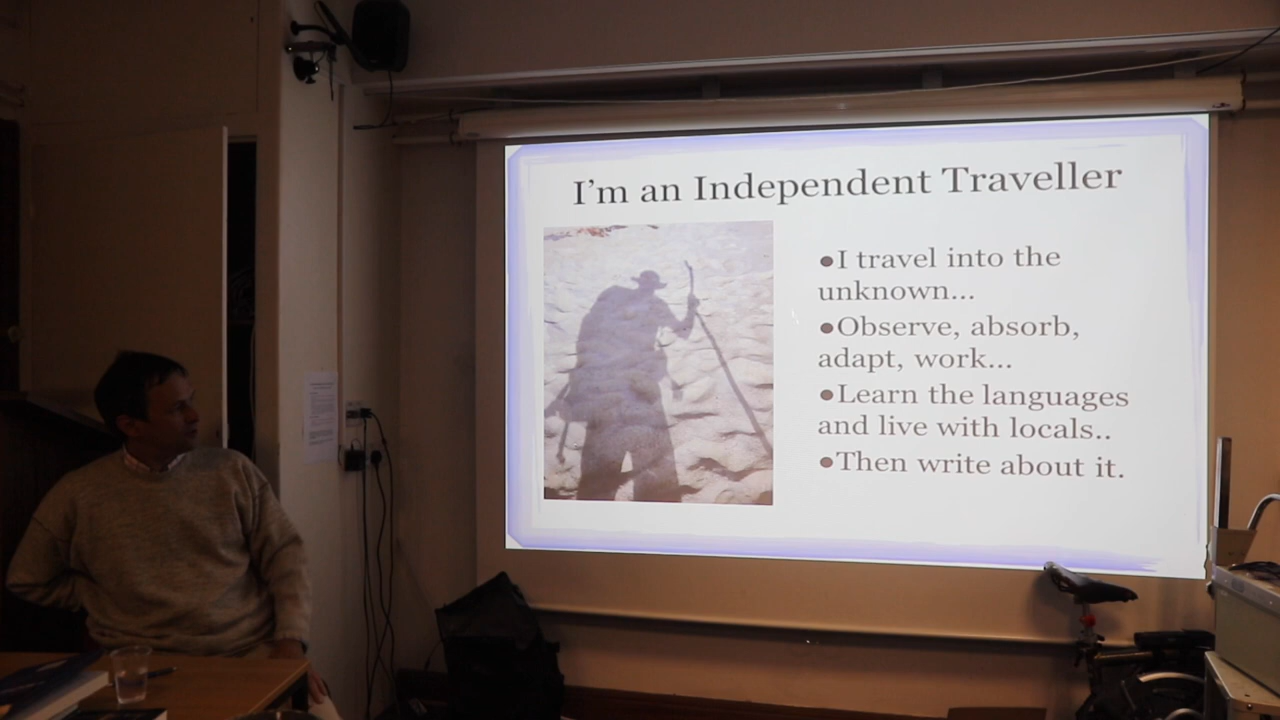 I'm an Independent Traveller
●I travel into the
unknown...
●Observe, absorb,
adapt, work...
●Learn the languages
and live with locals..
●Then write about it.